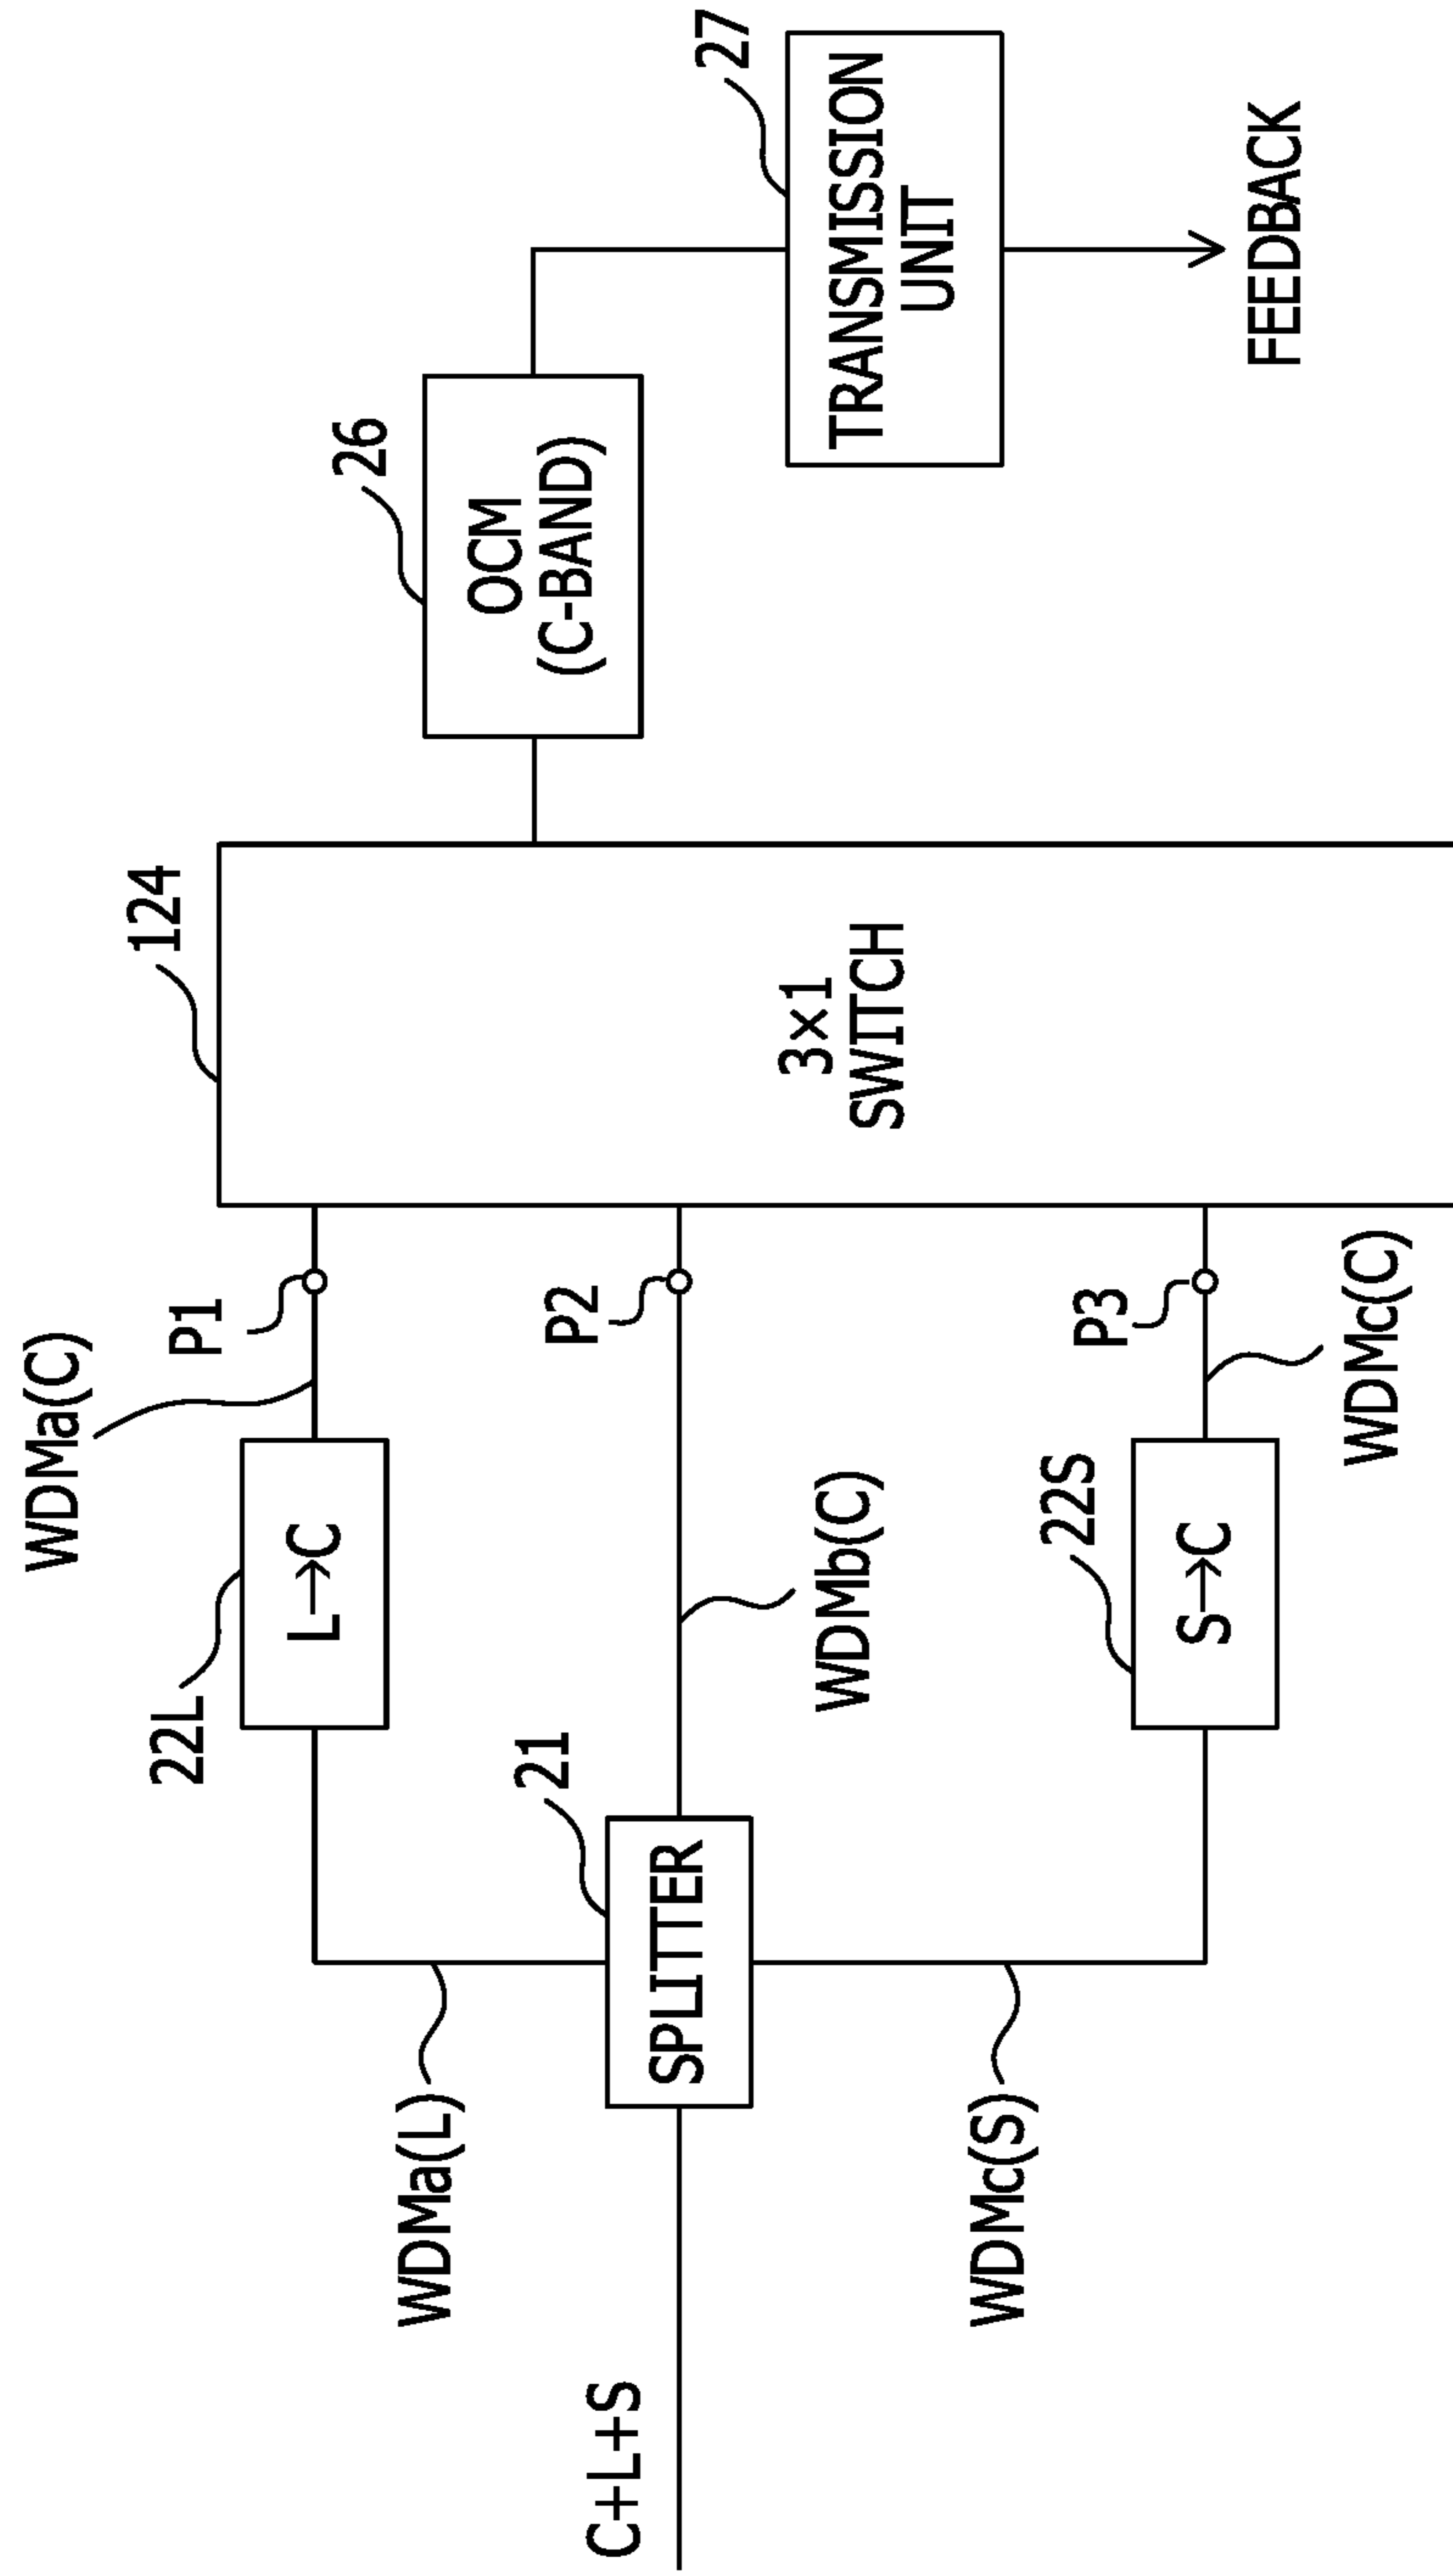 C+L+S
WDMa(L)
WDMc(S)
SPLITTER
21
22L
L→C
WDMa(C)
P1
WDMb(C)
P2
22S
S→C
WDMc(C)
P3
124
3×1
SWITCH
26
OCM
(C-BAND)
27
TRANSMISSION
UNIT
FEEDBACK